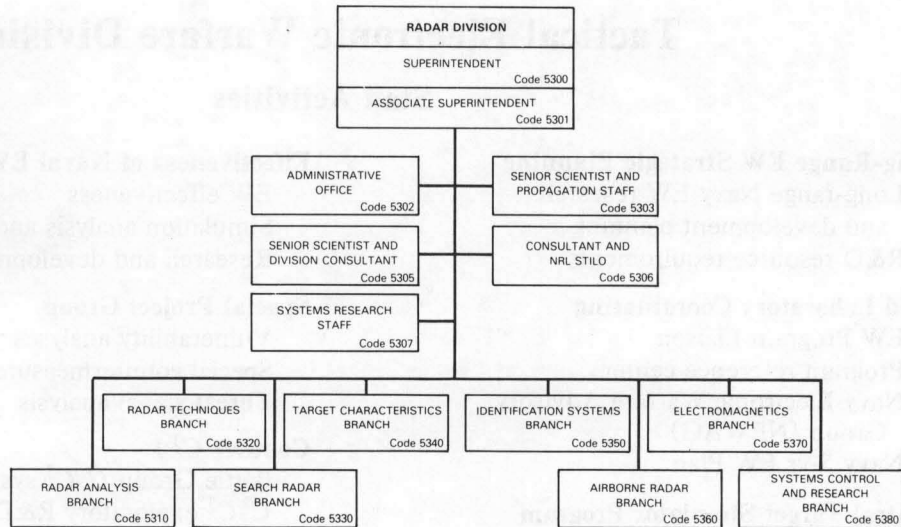 RADAR DIVISION
SUPERINTENDENT
Code 5300
ASSOCIATE SUPERINTENDENT
Code 5301
ADMINISTRATIVE
OFFICE
Code 5302
SENIOR SCIENTIST AND
PROPAGATION STAFF
Code 5303
SENIOR SCIENTIST AND
DIVISION CONSULTANT
Code 5305
CONSULTANT AND
NRL STILO
Code 5306
SYSTEMS RESEARCH
STAFF
Code 5307
RADAR TECHNIQUES
BRANCH
Code 5320
TARGET CHARACTERISTICS
BRANCH
Code 5340
IDENTIFICATION SYSTEMS
BRANCH
Code 5350
ELECTROMAGNETICS
BRANCH
Code 5370
RADAR ANALYSIS
BRANCH
Code 5310
SEARCH RADAR
BRANCH
Code 5330
AIRBORNE RADAR
BRANCH
Code 5360
SYSTEMS CONTROL
AND RESEARCH
BRANCH
Code 5380